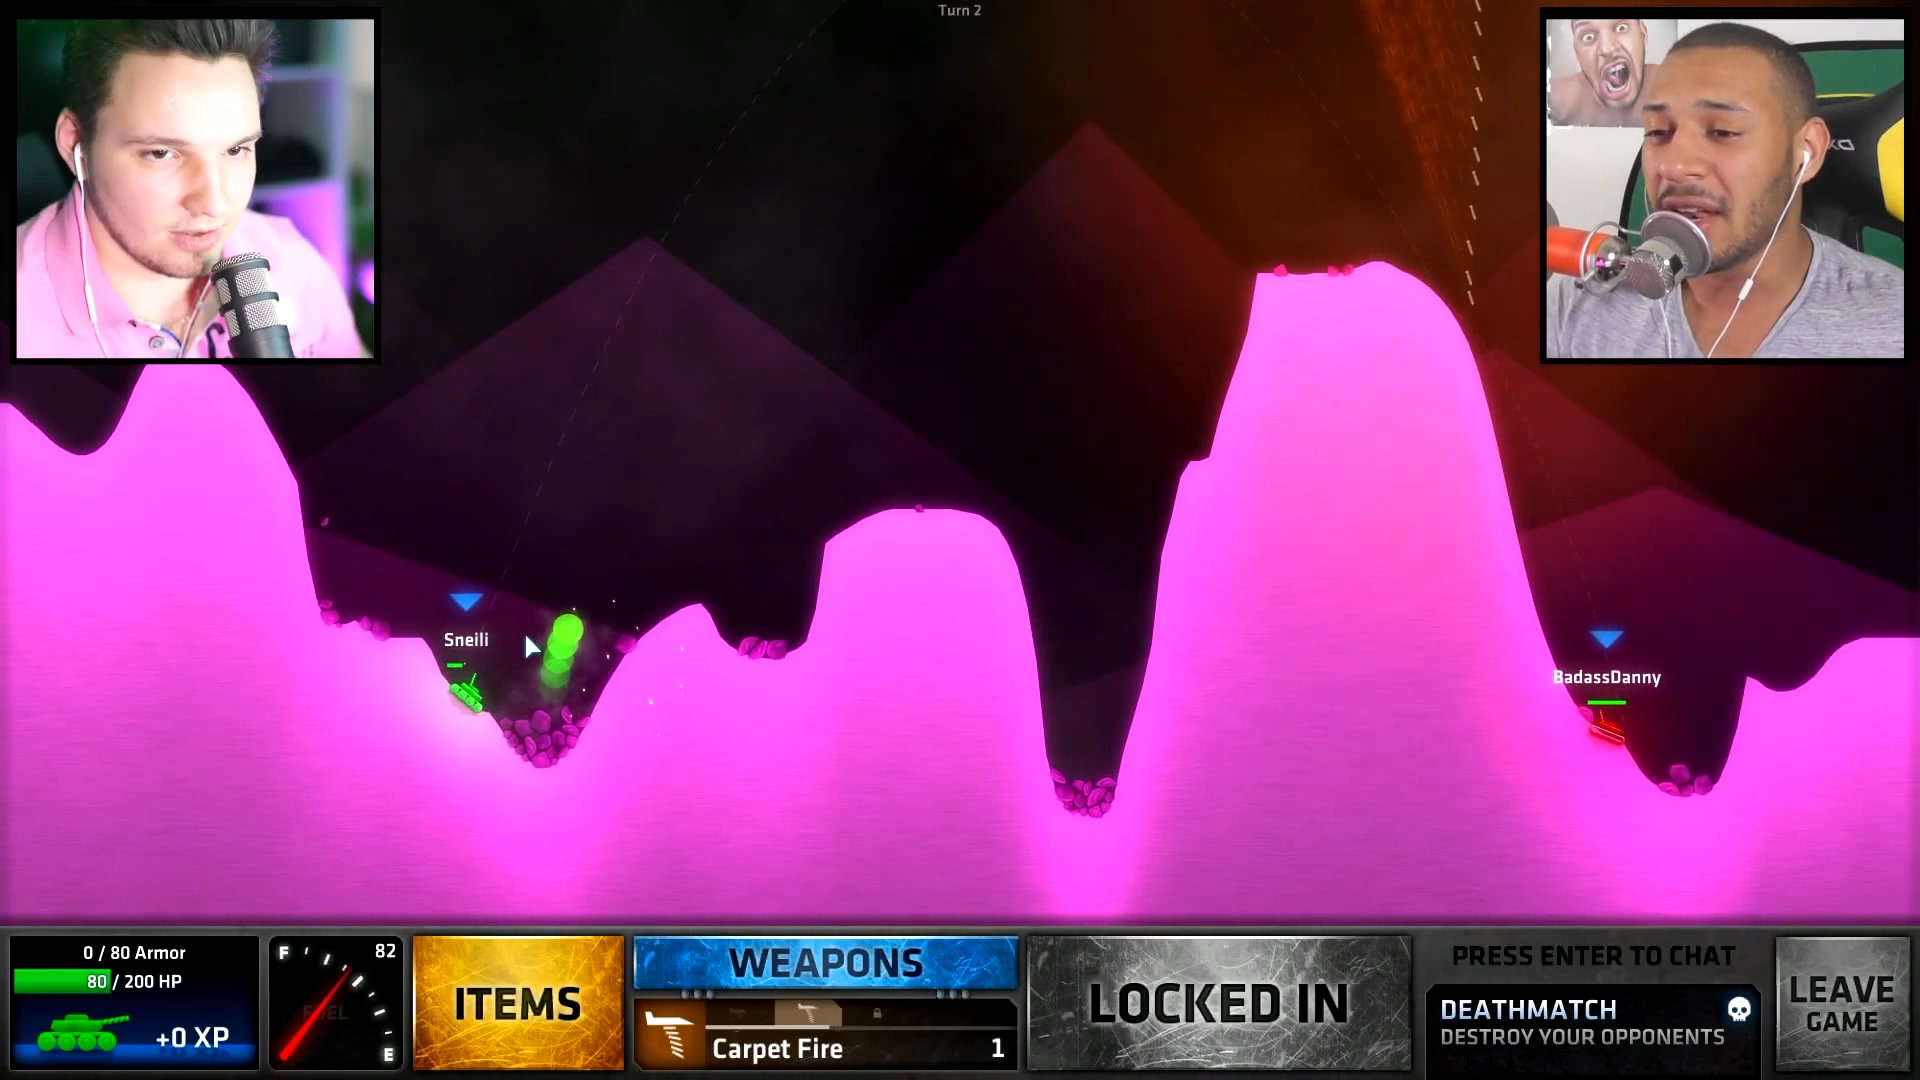 Turn 2
Sneili
BadassDanny
0 / 80 Armor
80 / 200 HP
+0 XP
F
82
FUEL
E
ITEMS
WEAPONS
Carpet Fire 1
LOCKED IN
PRESS ENTER TO CHAT
DEATHMATCH
DESTROY YOUR OPPONENTS
LEAVE
GAME